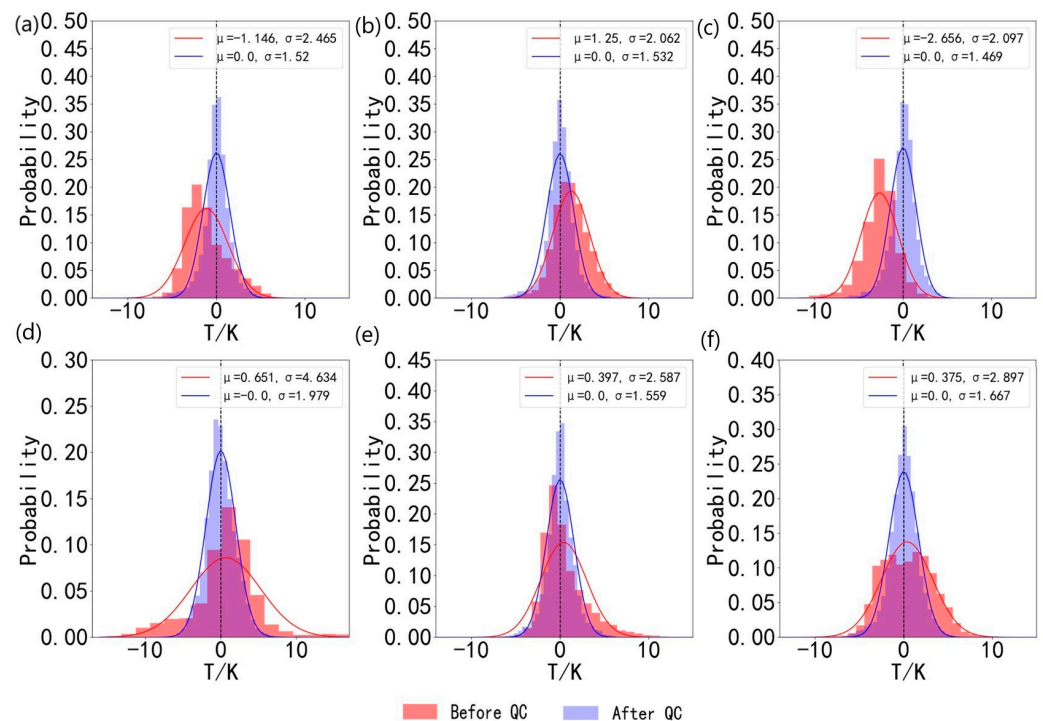 (a)
0.50
0.45
0.40
0.35
0.30
0.25
0.20
0.15
0.10
0.05
0.00
Probability
μ=-1.146, σ=2.465
μ=0.0, σ=1.52
-10 0 10
T/K
(b)
0.50
0.45
0.40
0.35
0.30
0.25
0.20
0.15
0.10
0.05
0.00
Probability
μ=1.25, σ=2.062
μ=0.0, σ=1.532
-10 0 10
T/K
(c)
0.50
0.45
0.40
0.35
0.30
0.25
0.20
0.15
0.10
0.05
0.00
Probability
μ=-2.656, σ=2.097
μ=0.0, σ=1.469
-10 0 10
T/K
(d)
0.30
0.25
0.20
0.15
0.10
0.05
0.00
Probability
μ=0.651, σ=4.634
μ=-0.0, σ=1.979
-10 0 10
T/K
(e)
0.45
0.40
0.35
0.30
0.25
0.20
0.15
0.10
0.05
0.00
Probability
μ=0.397, σ=2.587
μ=0.0, σ=1.559
-10 0 10
T/K
(f)
0.40
0.35
0.30
0.25
0.20
0.15
0.10
0.05
0.00
Probability
μ=0.375, σ=2.897
μ=0.0, σ=1.667
-10 0 10
T/K
Before QC After QC